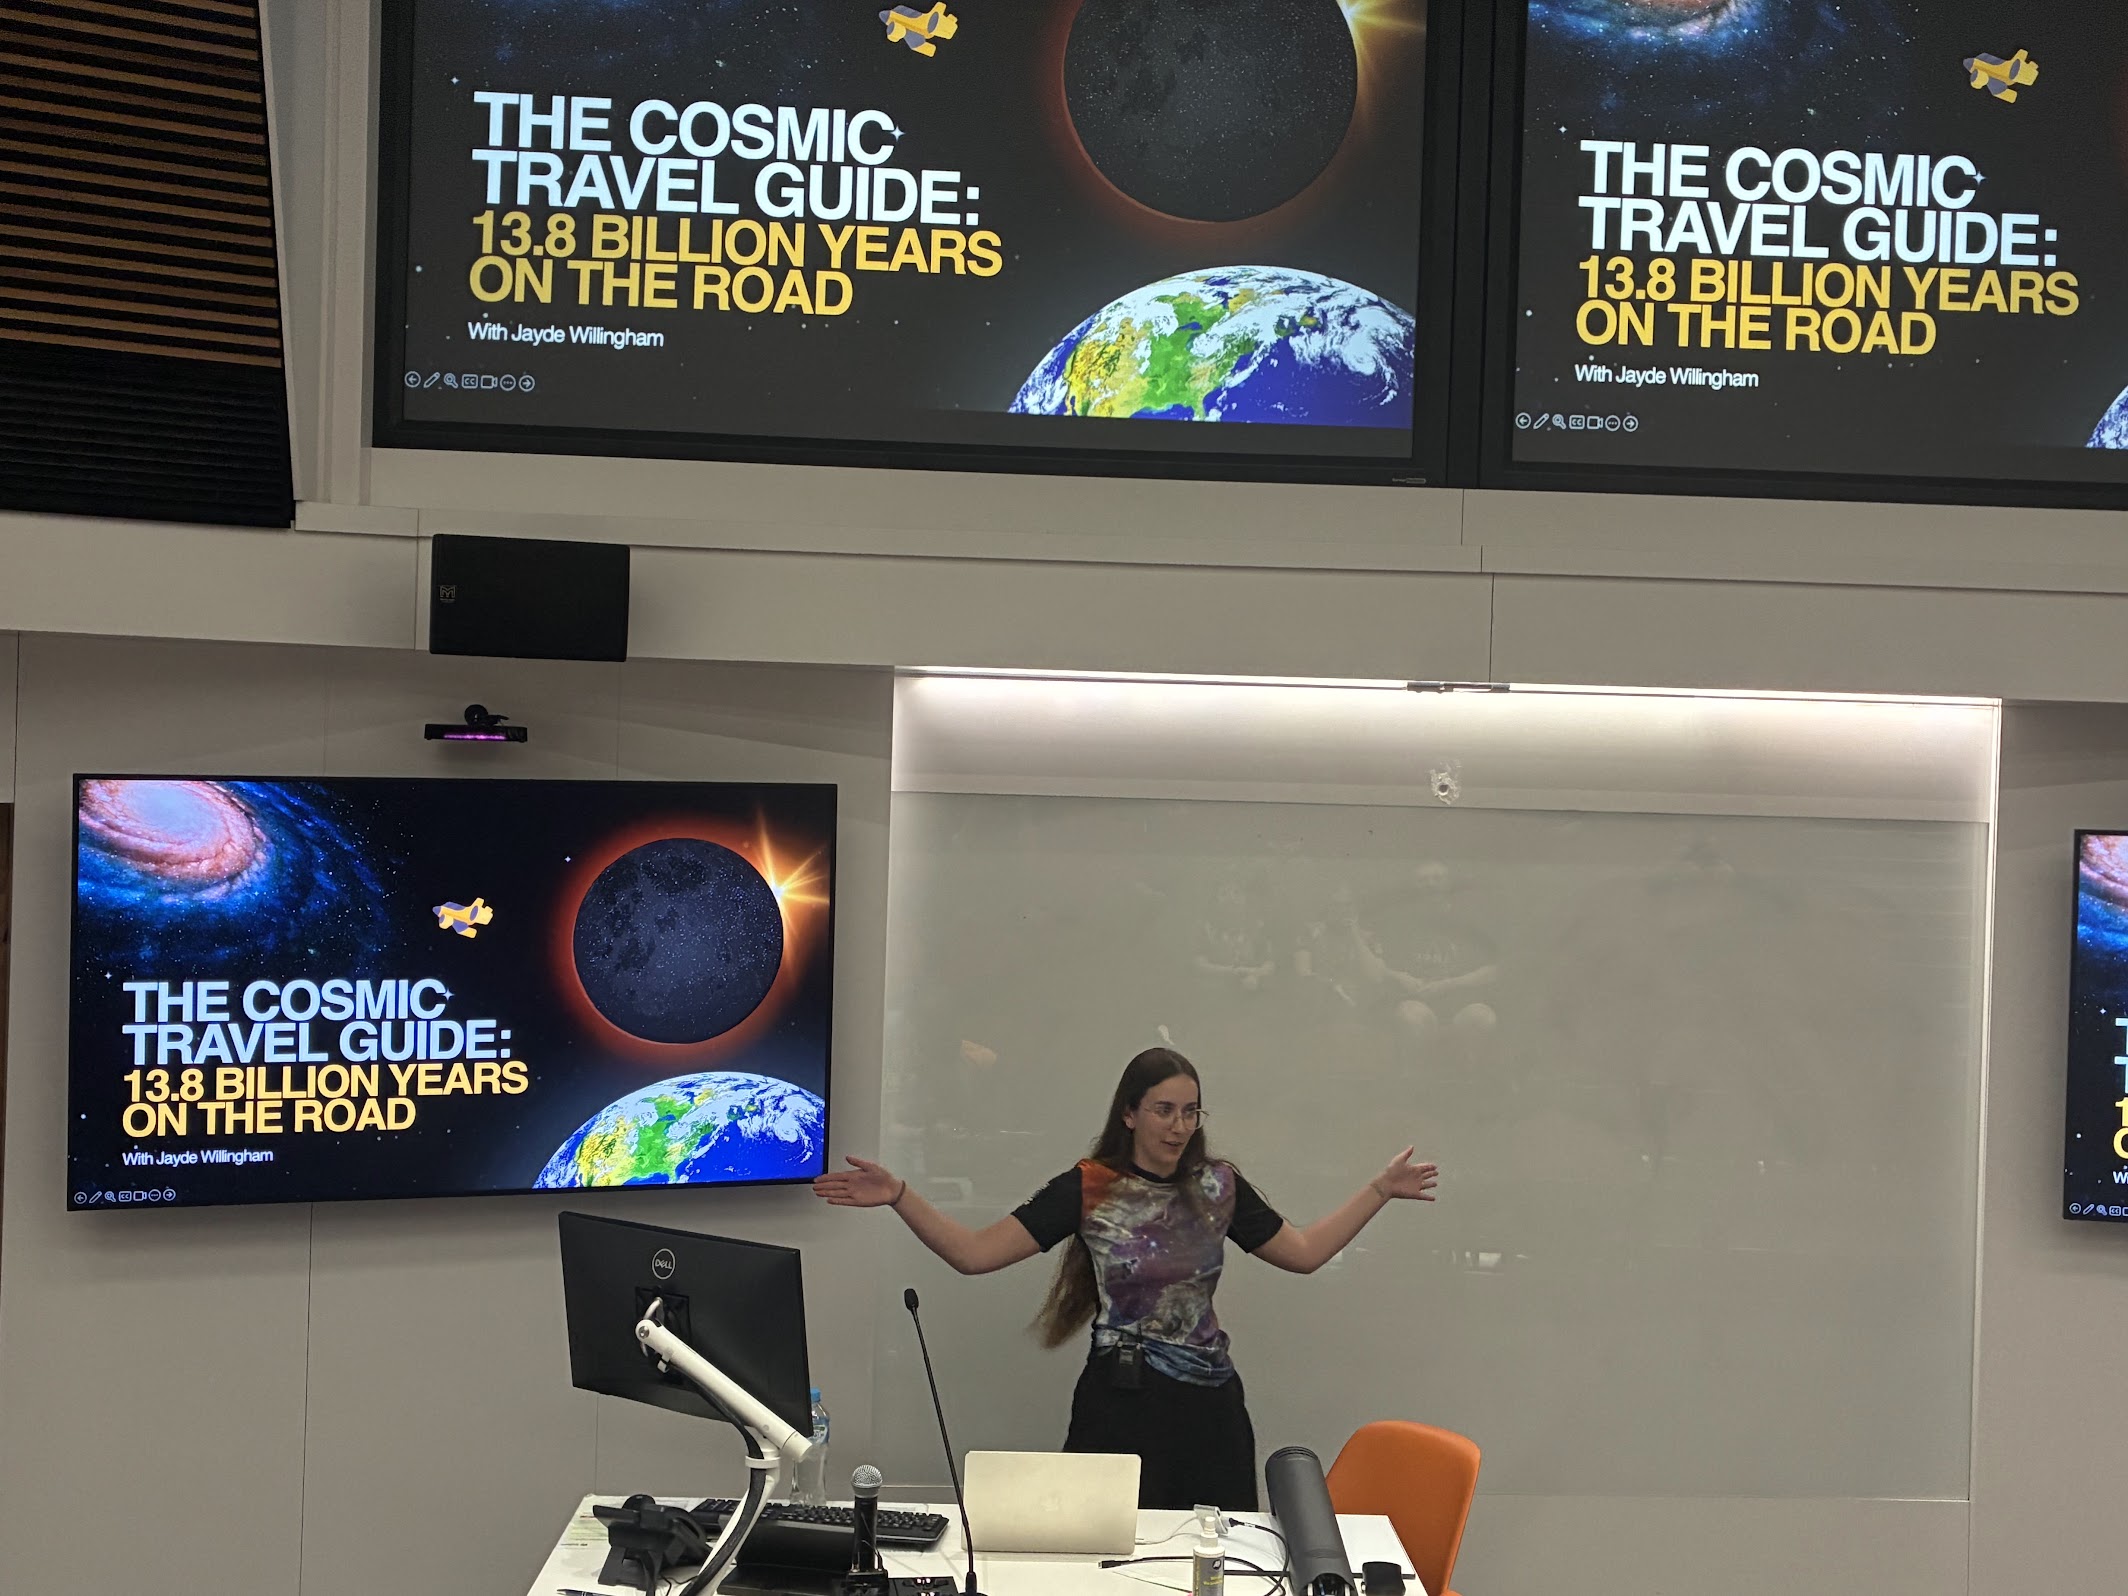 THE COSMIC
TRAVEL GUIDE:
13.8 BILLION YEARS
ON THE ROAD
With Jayde Willingham
THE COSMIC
TRAVEL GUIDE:
13.8 BILLION YEARS
ON THE ROAD
With Jayde Willingham
THE COSMIC
TRAVEL GUIDE:
13.8 BILLION YEARS
ON THE ROAD
With Jayde Willingham
DELL